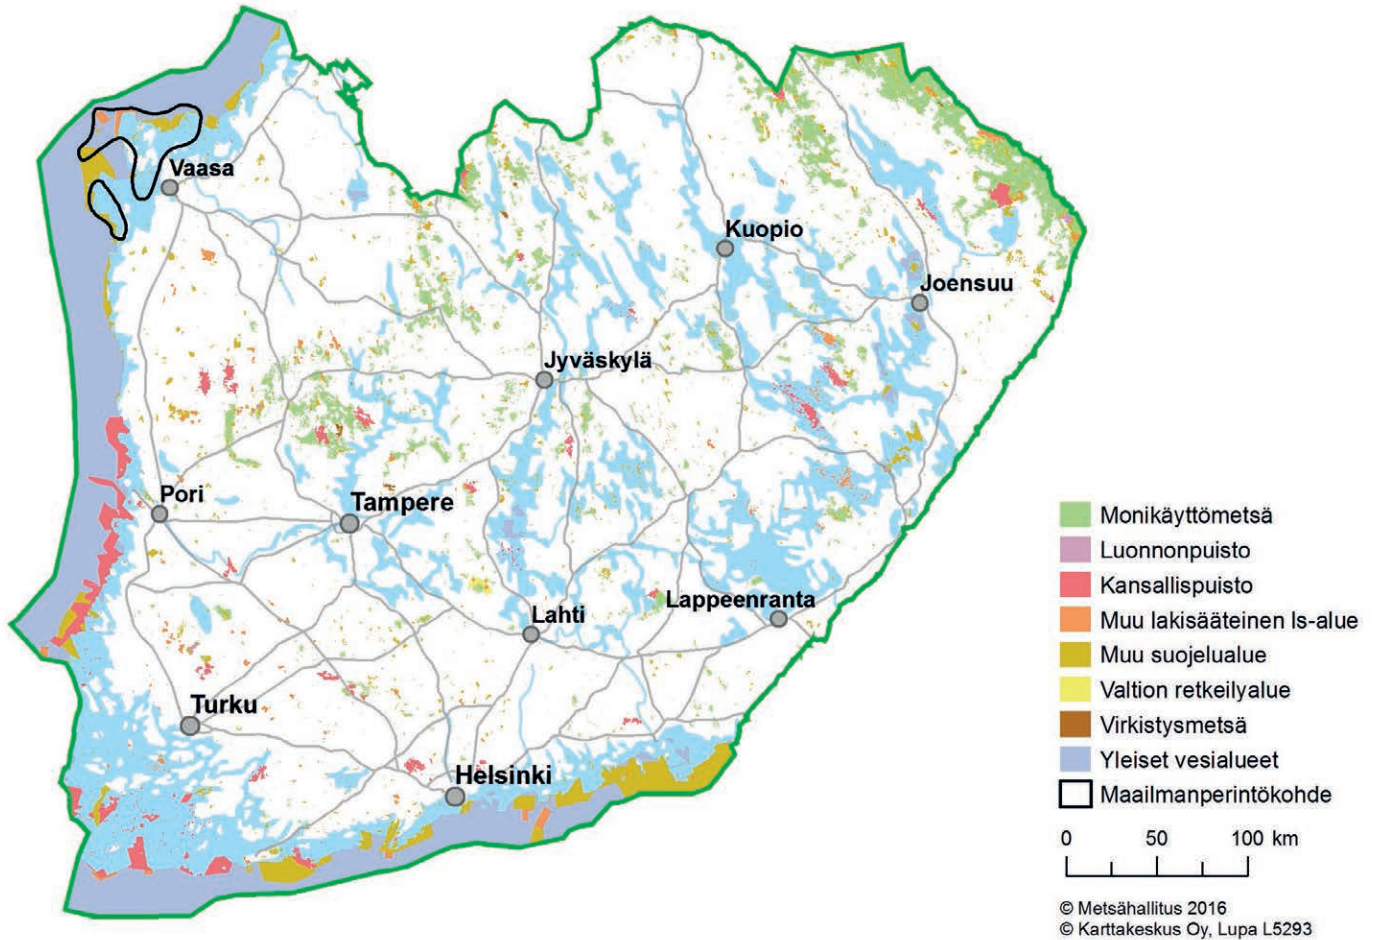 Vaasa
Kuopio
Joensuu
Jyväskylä
Pori
Tampere
Lahti
Lappeenranta
Turku
Helsinki
Monikäyttömetsä
Luonnonpuisto
Kansallispuisto
Muu lakisääteinen ls-alue
Muu suojelualue
Valtion retkeilyalue
Virkistysmetsä
Yleiset vesialueet
Maailmanperintökohde
0 50 100 km
© Metsähallitus 2016
© Karttakeskus Oy, Lupa L5293